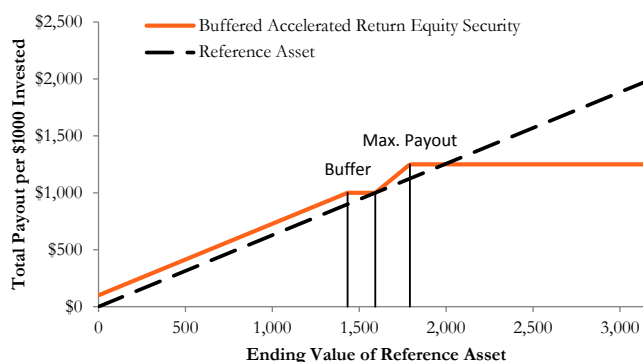 $2,500
Buffered Accelerated Return Equity Security
Reference Asset
$2,000
$1,500
Max. Payout
Buffer
$1,000
$500
$0
Total Payout per $1000 Invested
0
500
1,000
1,500
2,000
2,500
3,000
Ending Value of Reference Asset